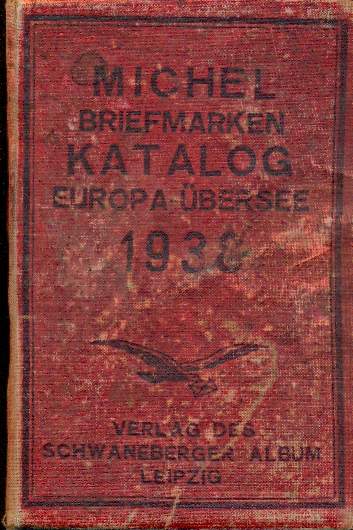 MICHEL
BRIEFMARKEN
KATALOG
EUROPA-ÜBERSEE
1938
VERLAG DES
SCHWANEBERGER ALBUM
LEIPZIG